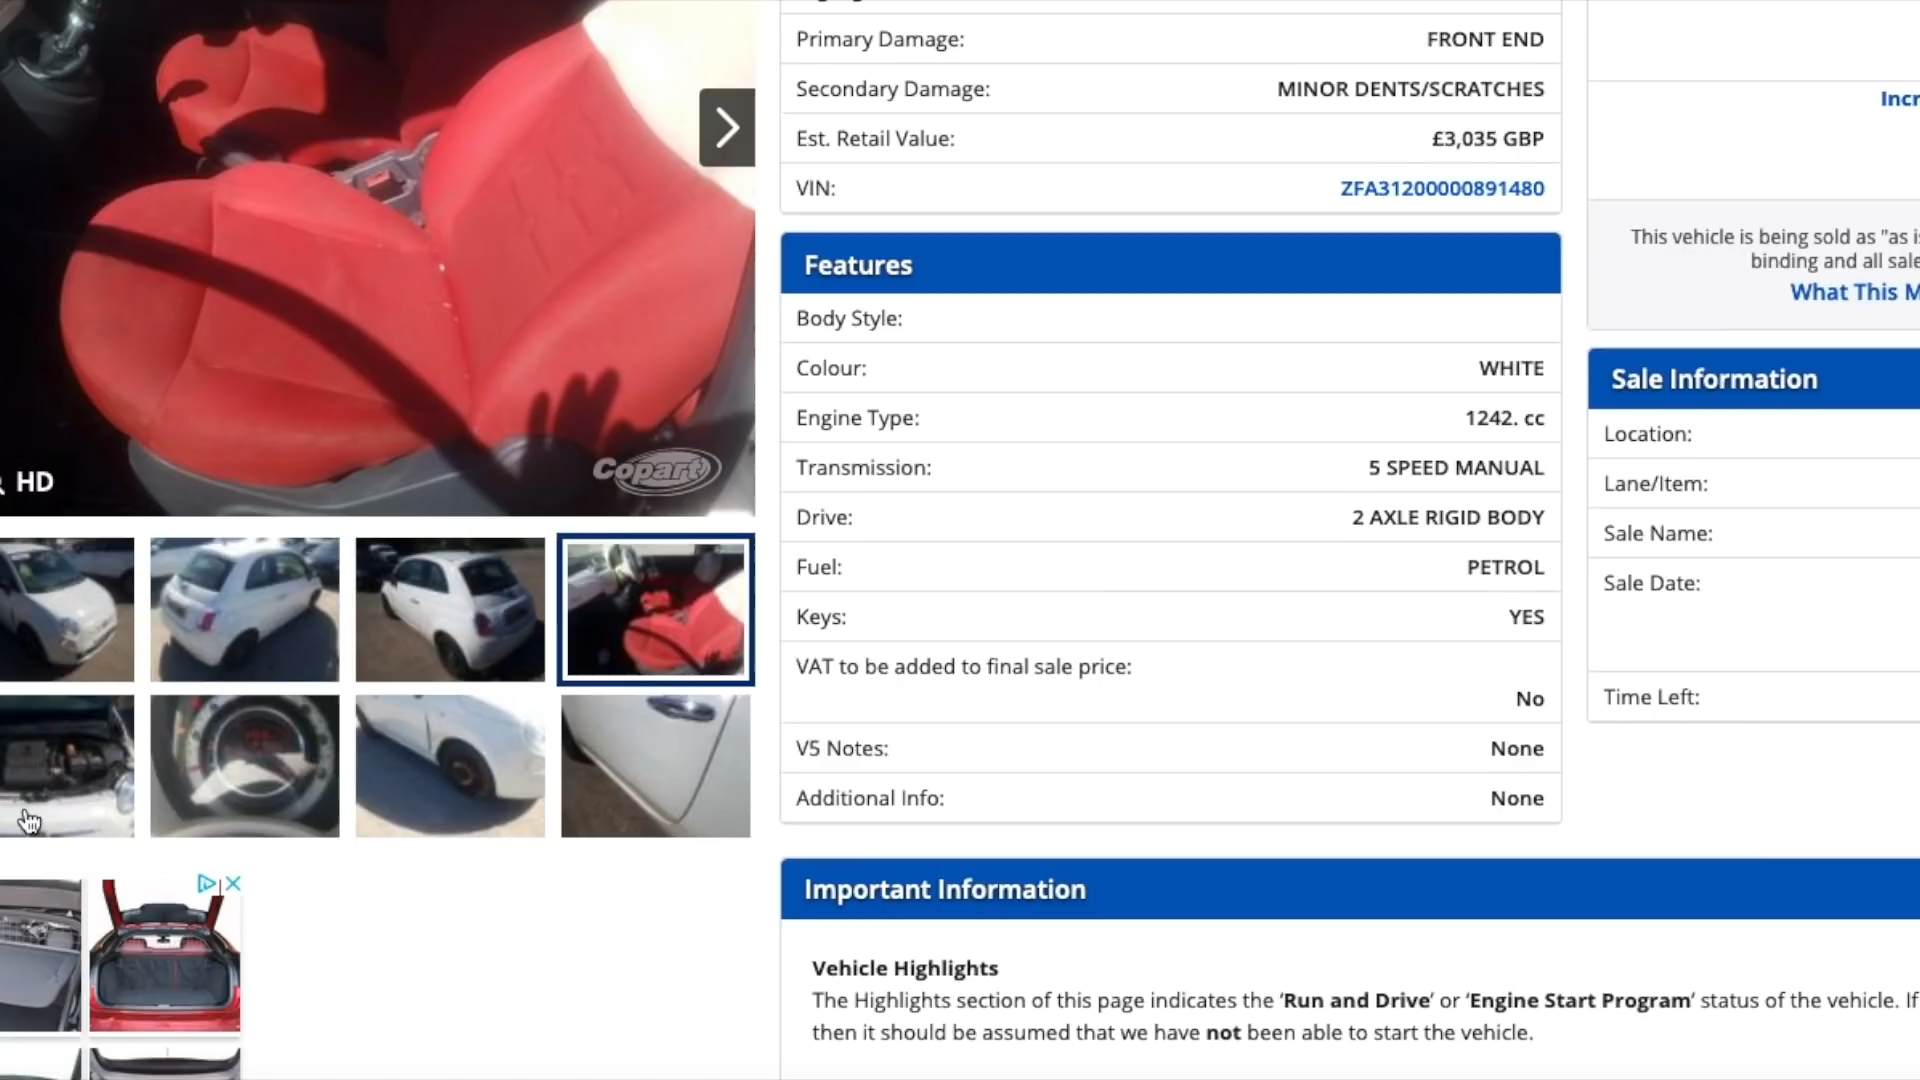 Primary Damage: FRONT END
Secondary Damage: MINOR DENTS/SCRATCHES
Est. Retail Value: £3,035 GBP
VIN: ZFA31200000891480
Features
Body Style:
Colour: WHITE
Engine Type: 1242. cc
Transmission: 5 SPEED MANUAL
Drive: 2 AXLE RIGID BODY
Fuel: PETROL
Keys: YES
VAT to be added to final sale price:
No
V5 Notes: None
Additional Info: None
Important Information
Vehicle Highlights
The Highlights section of this page indicates the 'Run and Drive' or 'Engine Start Program' status of the vehicle. If
then it should be assumed that we have not been able to start the vehicle.
Incr
This vehicle is being sold as "as is
binding and all sale
What This M
Sale Information
Location:
Lane/Item:
Sale Name:
Sale Date:
Time Left:
HD
Copart